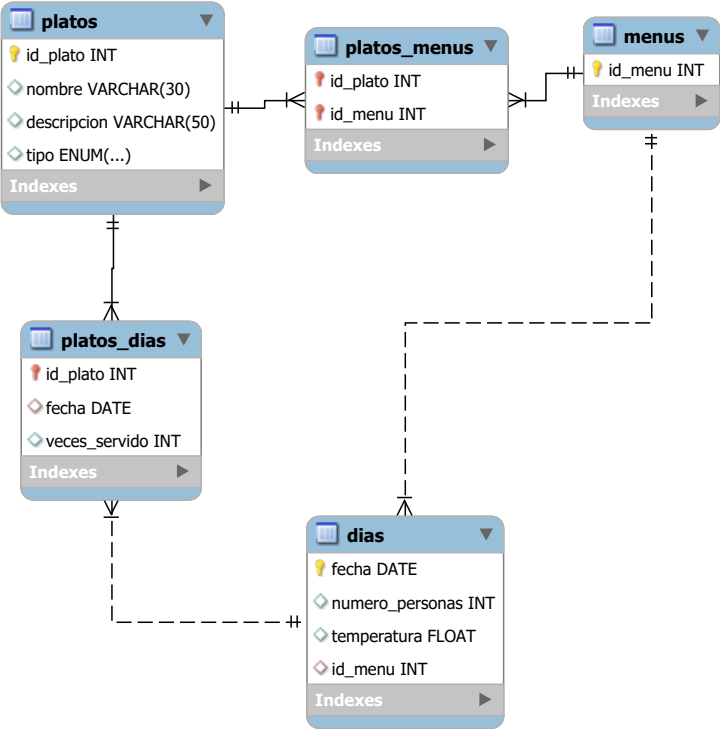 platos
id_plato INT
nombre VARCHAR(30)
descripcion VARCHAR(50)
tipo ENUM(...)
Indexes
platos_menus
id_plato INT
id_menu INT
Indexes
menus
id_menu INT
Indexes
platos_dias
id_plato INT
fecha DATE
veces_servido INT
Indexes
dias
fecha DATE
numero_personas INT
temperatura FLOAT
id_menu INT
Indexes